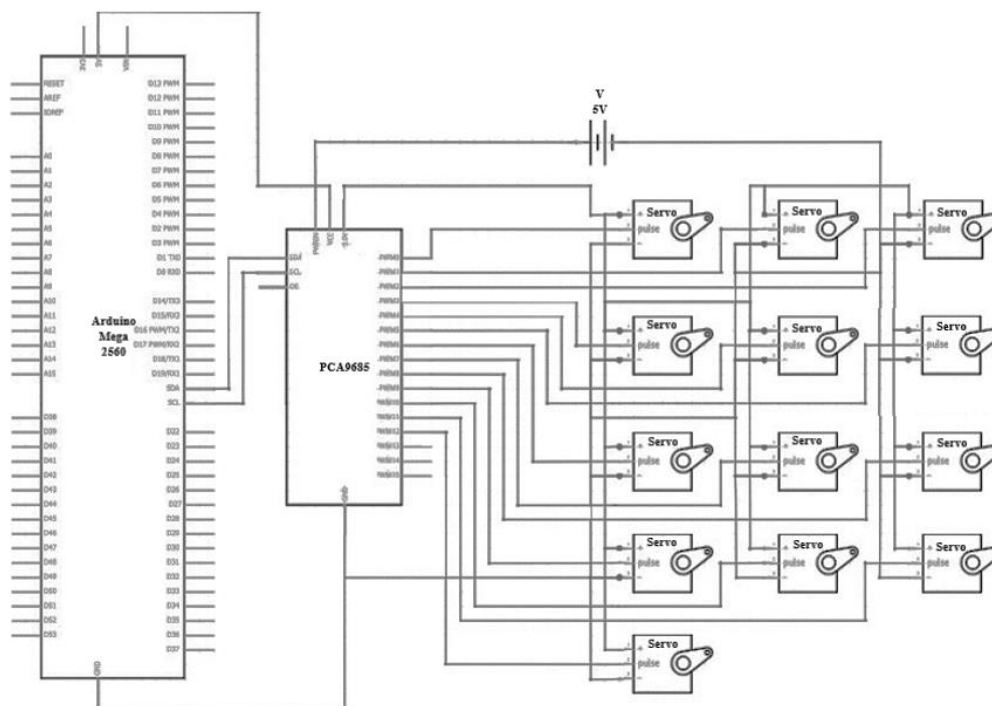 3V3
5V
VIN
RESET
AREF
IOREF
A0
A1
A2
A3
A4
A5
A6
A7
A8
A9
A10
A11
A12
A13
A14
A15
D38
D39
D40
D41
D42
D43
D44
D45
D46
D47
D48
D49
D50
D51
D52
D53
Arduino
Mega
2560
D13 PWM
D12 PWM
D11 PWM
D10 PWM
D9 PWM
D8 PWM
D7 PWM
D6 PWM
D5 PWM
D4 PWM
D2 PWM
D3 PWM
D1 TXD
D0 RXD
D14/TX3
D15/RX3
D16 PWM/TX2
D17 PWM/RX2
D18/TX1
D19/RX1
SDA
SCL
D22
D23
D24
D25
D26
D27
D28
D29
D30
D31
D32
D33
D34
D35
D36
D37
GND
VCC
SDA
SCL
OE
PCA9685
PWM0
PWM1
PWM2
PWM3
PWM4
PWM5
PWM6
PWM7
PWM8
PWM9
PWM10
PWM11
PWM12
PWM13
PWM14
PWM15
GND
V
5V
Servo
pulse
Servo
pulse
Servo
pulse
Servo
pulse
Servo
pulse
Servo
pulse
Servo
pulse
Servo
pulse
Servo
pulse
Servo
pulse
Servo
pulse
Servo
pulse
Servo
pulse